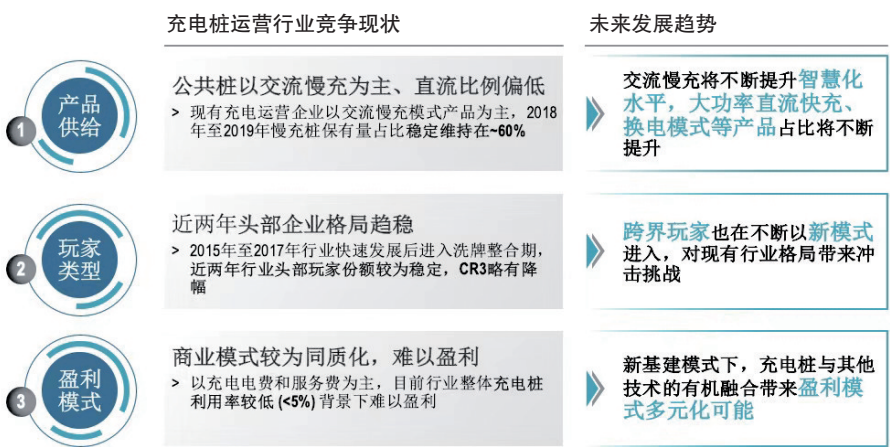 充电桩运营行业竞争现状
未来发展趋势
1
产品
供给
公共桩以交流慢充为主、直流比例偏低
> 现有充电运营企业以交流慢充模式产品为主，2018
年至2019年慢充桩保有量占比稳定维持在~60%
交流慢充将不断提升智慧化
水平，大功率直流快充、
换电模式等产品占比将不断
提升
2
玩家
类型
近两年头部企业格局趋稳
> 2015年至2017年行业快速发展后进入洗牌整合期，
近两年行业头部玩家份额较为稳定，CR3略有降
幅
跨界玩家也在不断以新模式
进入，对现有行业格局带来冲
击挑战
3
盈利
模式
商业模式较为同质化，难以盈利
> 以充电电费和服务费为主，目前行业整体充电桩
利用率较低 (<5%) 背景下难以盈利
新基建模式下，充电桩与其他
技术的有机融合带来盈利模
式多元化可能